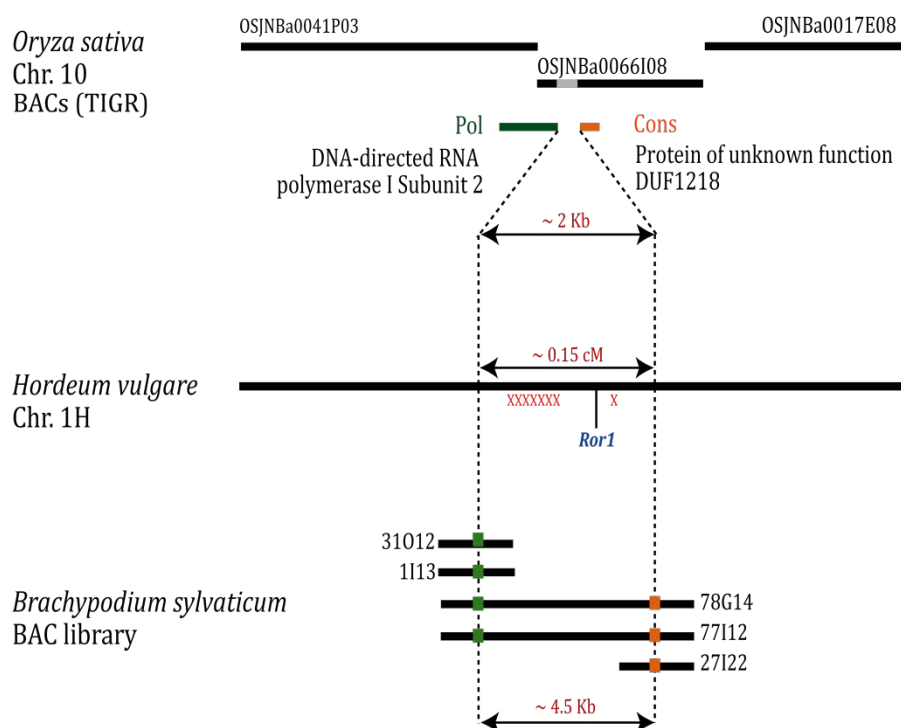 OSJNBa0041P03
OSJNBa0017E08
Oryza sativa
Chr. 10
BACs (TIGR)
OSJNBa0066I08
Pol
Cons
DNA-directed RNA
polymerase I Subunit 2
Protein of unknown function
DUF1218
~ 2 Kb
~ 0.15 cM
Hordeum vulgare
Chr. 1H
XXXXXXX
X
Ror1
31O12
1I13
Brachypodium sylvaticum
BAC library
78G14
77I12
27I22
~ 4.5 Kb